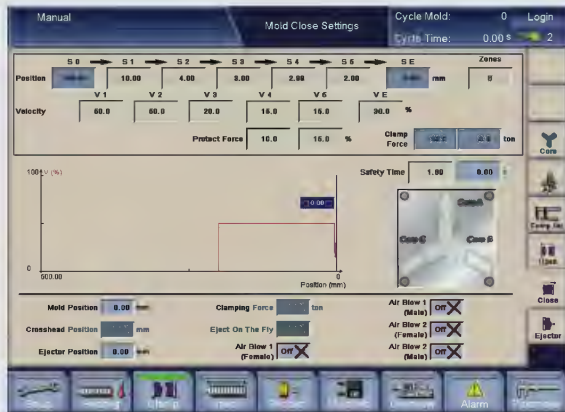 Manual
Mold Close Settings
Cycle Mold: 0
Login
Cycle Time: 0.00 s
2
S 0 S 1 S 2 S 3 S 4 S 5 S E Zones
Position 10.00 4.00 3.00 2.99 2.00 mm
V 1 V 2 V 3 V 4 V 5 V E
Velocity 60.0 60.0 20.0 15.0 15.0 30.0 %
Protect Force 10.0 15.0 %
Clamp Force ton
Core
100 V (%)
Safety Time 1.80 0.00 s
0.00
Core A
Core C
Core B
0
500.00
0
Position (mm)
Open
Close
Ejector
Mold Position 0.00 mm
Clamping Force ton
Air Blow 1 (Male) Off
Crosshead Position mm
Eject On The Fly
Air Blow 2 (Female) Off
Ejector Position 0.00 mm
Air Blow 1 (Female) Off
Air Blow 2 (Male) Off
Clamp
Alarm